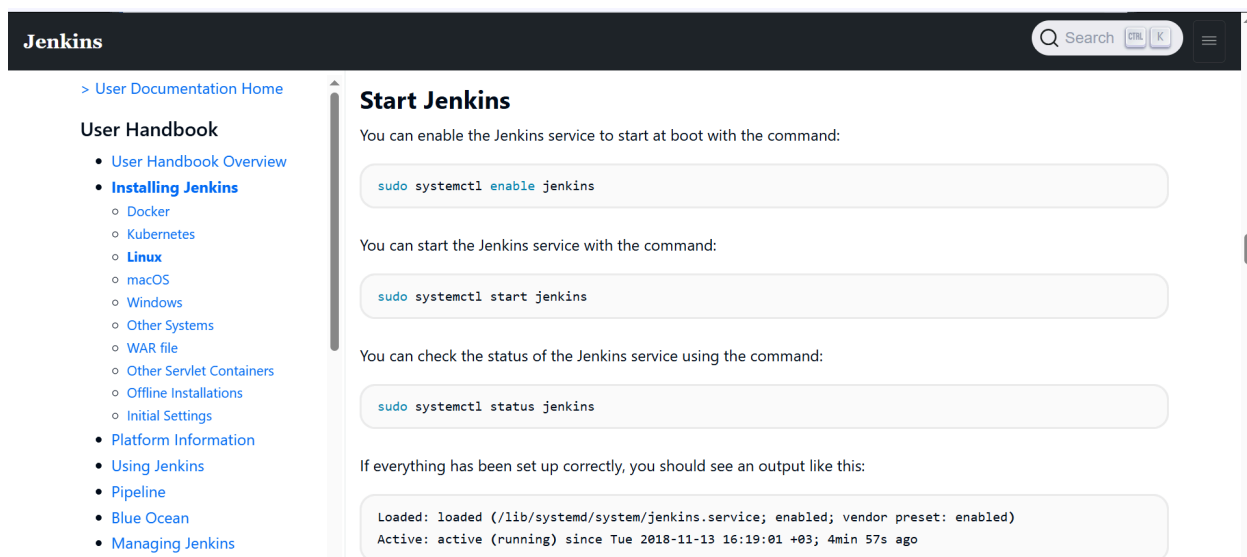 Jenkins
Search CTRL K
> User Documentation Home
User Handbook
User Handbook Overview
Installing Jenkins
Docker
Kubernetes
Linux
macOS
Windows
Other Systems
WAR file
Other Servlet Containers
Offline Installations
Initial Settings
Platform Information
Using Jenkins
Pipeline
Blue Ocean
Managing Jenkins
Start Jenkins
You can enable the Jenkins service to start at boot with the command:
sudo systemctl enable jenkins
You can start the Jenkins service with the command:
sudo systemctl start jenkins
You can check the status of the Jenkins service using the command:
sudo systemctl status jenkins
If everything has been set up correctly, you should see an output like this:
Loaded: loaded (/lib/systemd/system/jenkins.service; enabled; vendor preset: enabled)
Active: active (running) since Tue 2018-11-13 16:19:01 +03; 4min 57s ago